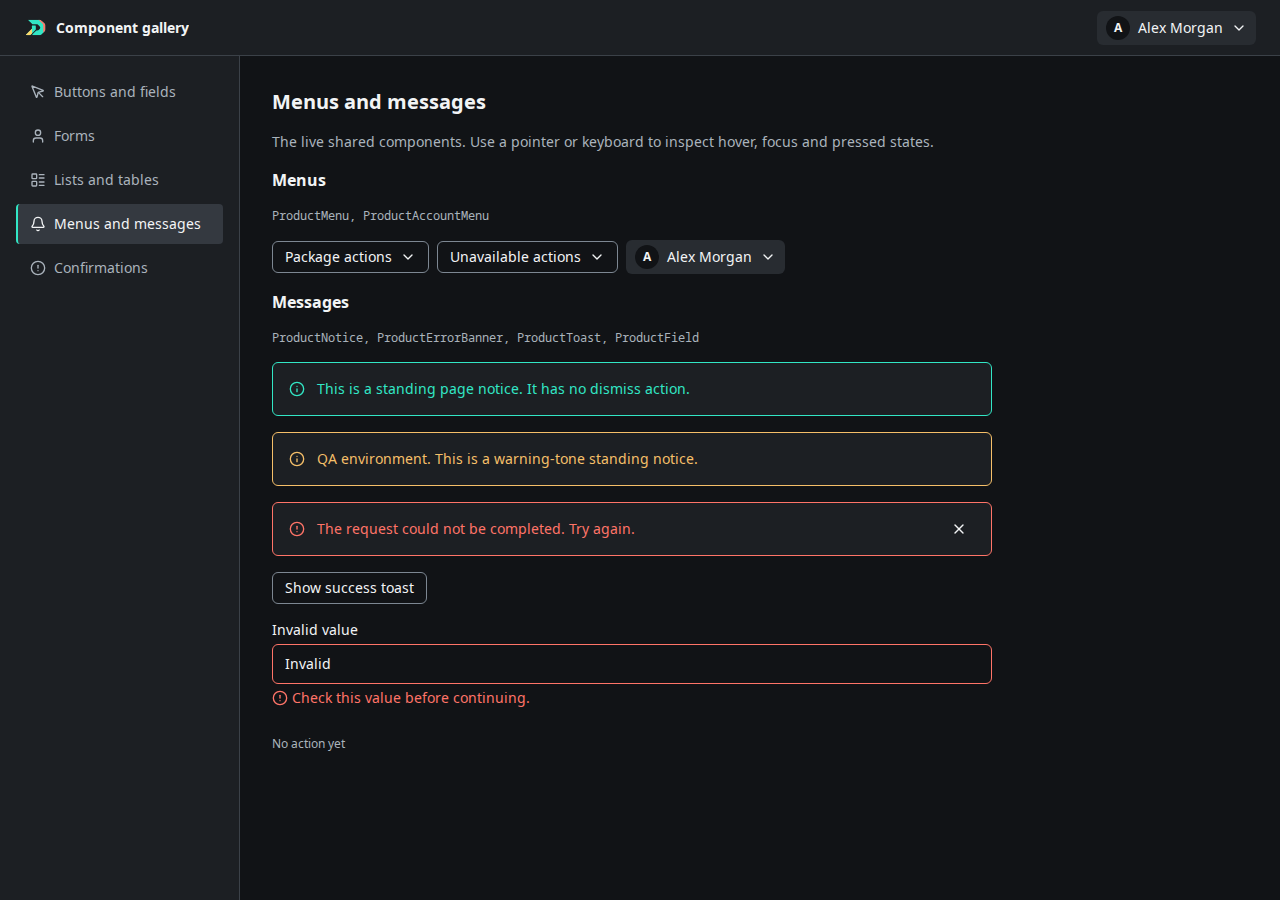 Component gallery
A Alex Morgan
Buttons and fields
Forms
Lists and tables
Menus and messages
Confirmations
Menus and messages
The live shared components. Use a pointer or keyboard to inspect hover, focus and pressed states.
Menus
ProductMenu, ProductAccountMenu
Package actions
Unavailable actions
A Alex Morgan
Messages
ProductNotice, ProductErrorBanner, ProductToast, ProductField
This is a standing page notice. It has no dismiss action.
QA environment. This is a warning-tone standing notice.
The request could not be completed. Try again.
Show success toast
Invalid value
Invalid
Check this value before continuing.
No action yet